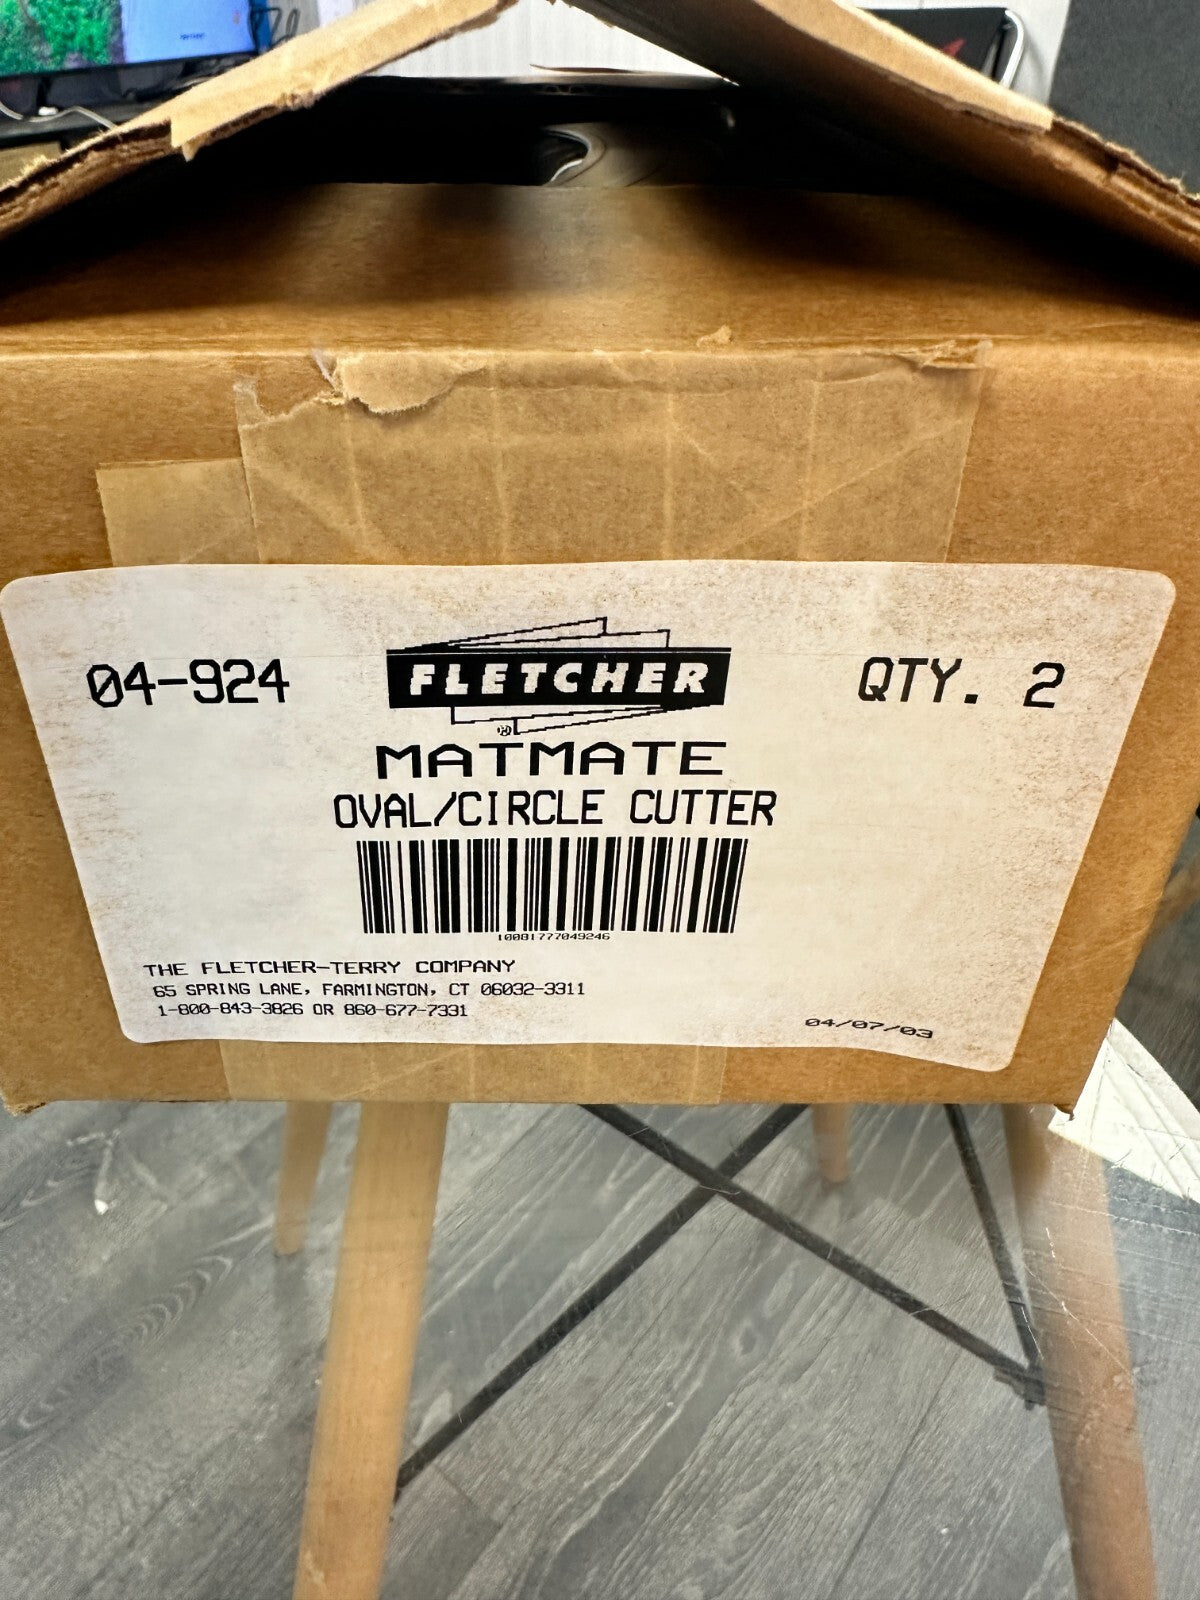 04-924
FLETCHER
®
QTY. 2
MATMATE
OVAL/CIRCLE CUTTER
10081777049246
THE FLETCHER-TERRY COMPANY
65 SPRING LANE, FARMINGTON, CT 06032-3311
1-800-843-3826 OR 860-677-7331
04/07/03